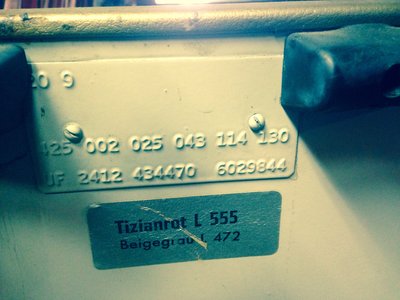 20 9
425 002 025 043 114 130
UF 2412 434470 6029844
Tizianrot L 555
Beigegrau L 472